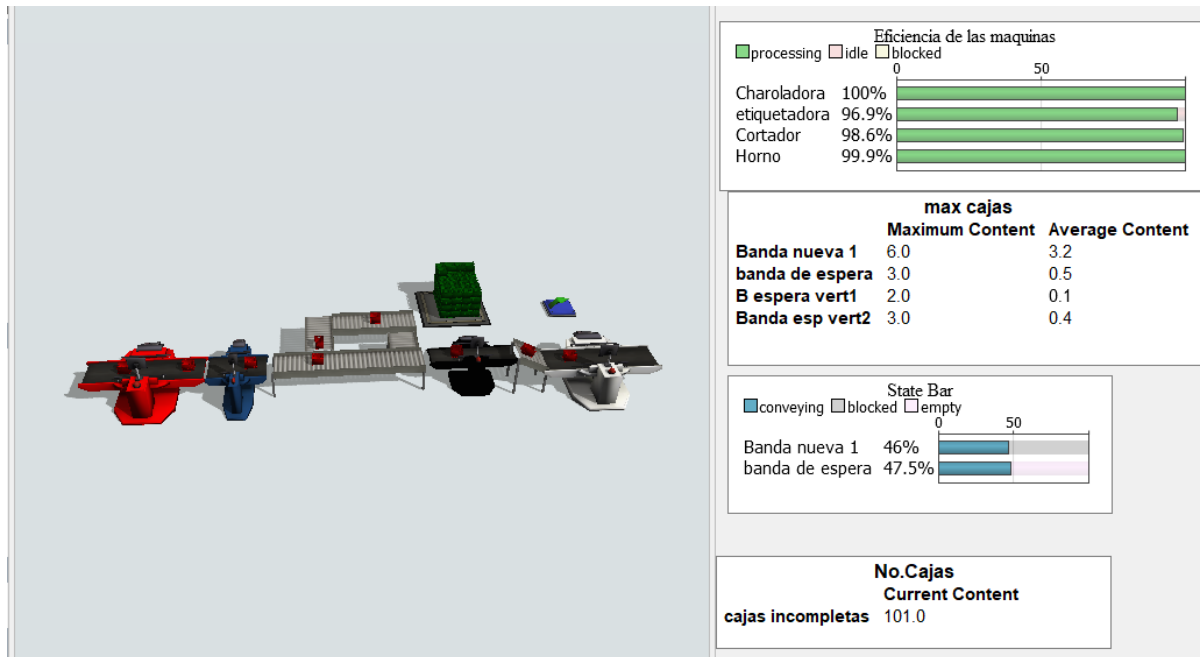 Eficiencia de las maquinas
processing idle blocked
0 50
Charoladora 100%
etiquetadora 96.9%
Cortador 98.6%
Horno 99.9%
max cajas
Maximum Content Average Content
Banda nueva 1 6.0 3.2
banda de espera 3.0 0.5
B espera vert1 2.0 0.1
Banda esp vert2 3.0 0.4
State Bar
conveying blocked empty
0 50
Banda nueva 1 46%
banda de espera 47.5%
No.Cajas
Current Content
cajas incompletas 101.0